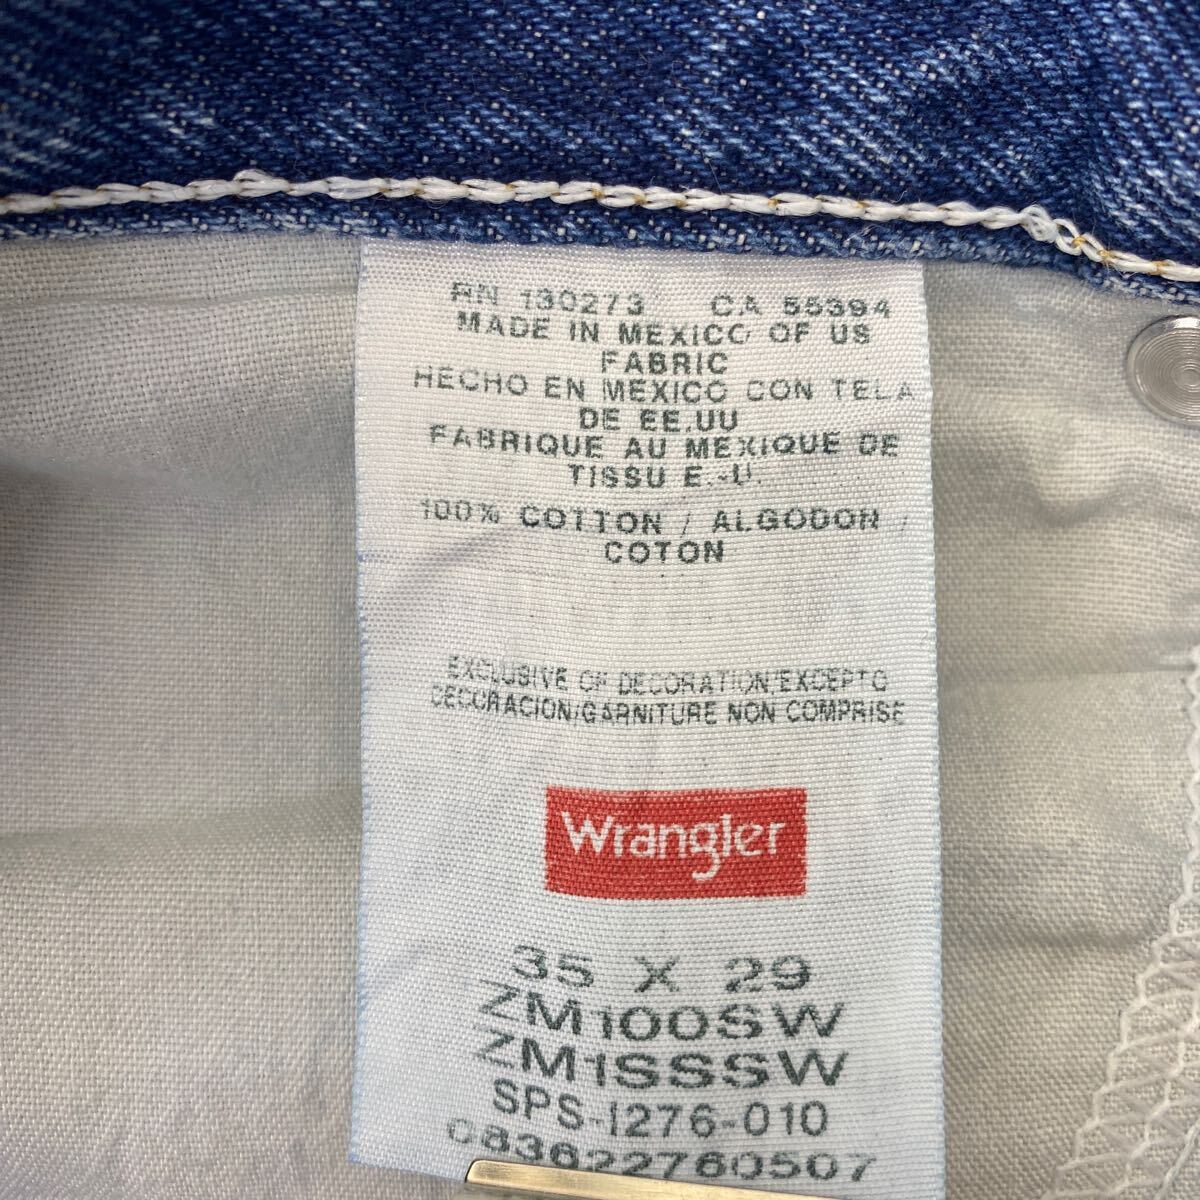 RN 130273 CA 55394
MADE IN MEXICO OF US
FABRIC
HECHO EN MEXICO CON TELA
DE EE.UU
FABRIQUE AU MEXIQUE DE
TISSU E.-U.
100% COTTON / ALGODON /
COTON
EXCLUSIVE OF DECORATION/EXCEPTO
DECORACION/GARNITURE NON COMPRISE
Wrangler
35 X 29
ZM100SW
ZM1SSSW
SPS-1276-010
083622760507